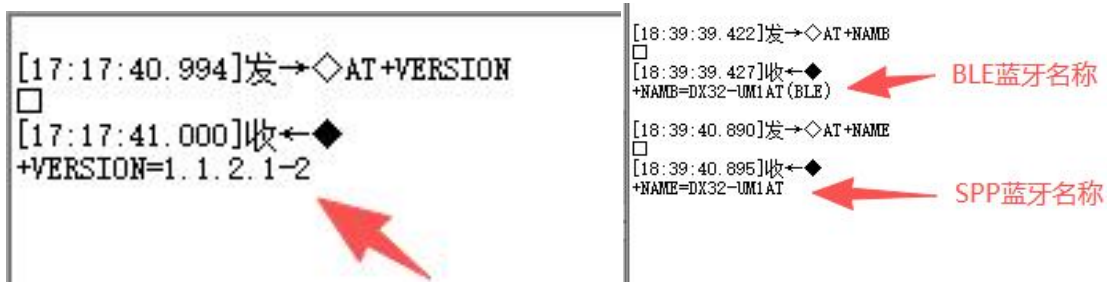 [17:17:40.994]发→◇AT+VERSION
□
[17:17:41.000]收←◆
+VERSION=1.1.2.1-2
[18:39:39.422]发→◇AT+NAMB
□
[18:39:39.427]收←◆
+NAMB=DX32-UM1AT(BLE)
BLE蓝牙名称
[18:39:40.890]发→◇AT+NAME
□
[18:39:40.895]收←◆
+NAME=DX32-UM1AT
SPP蓝牙名称